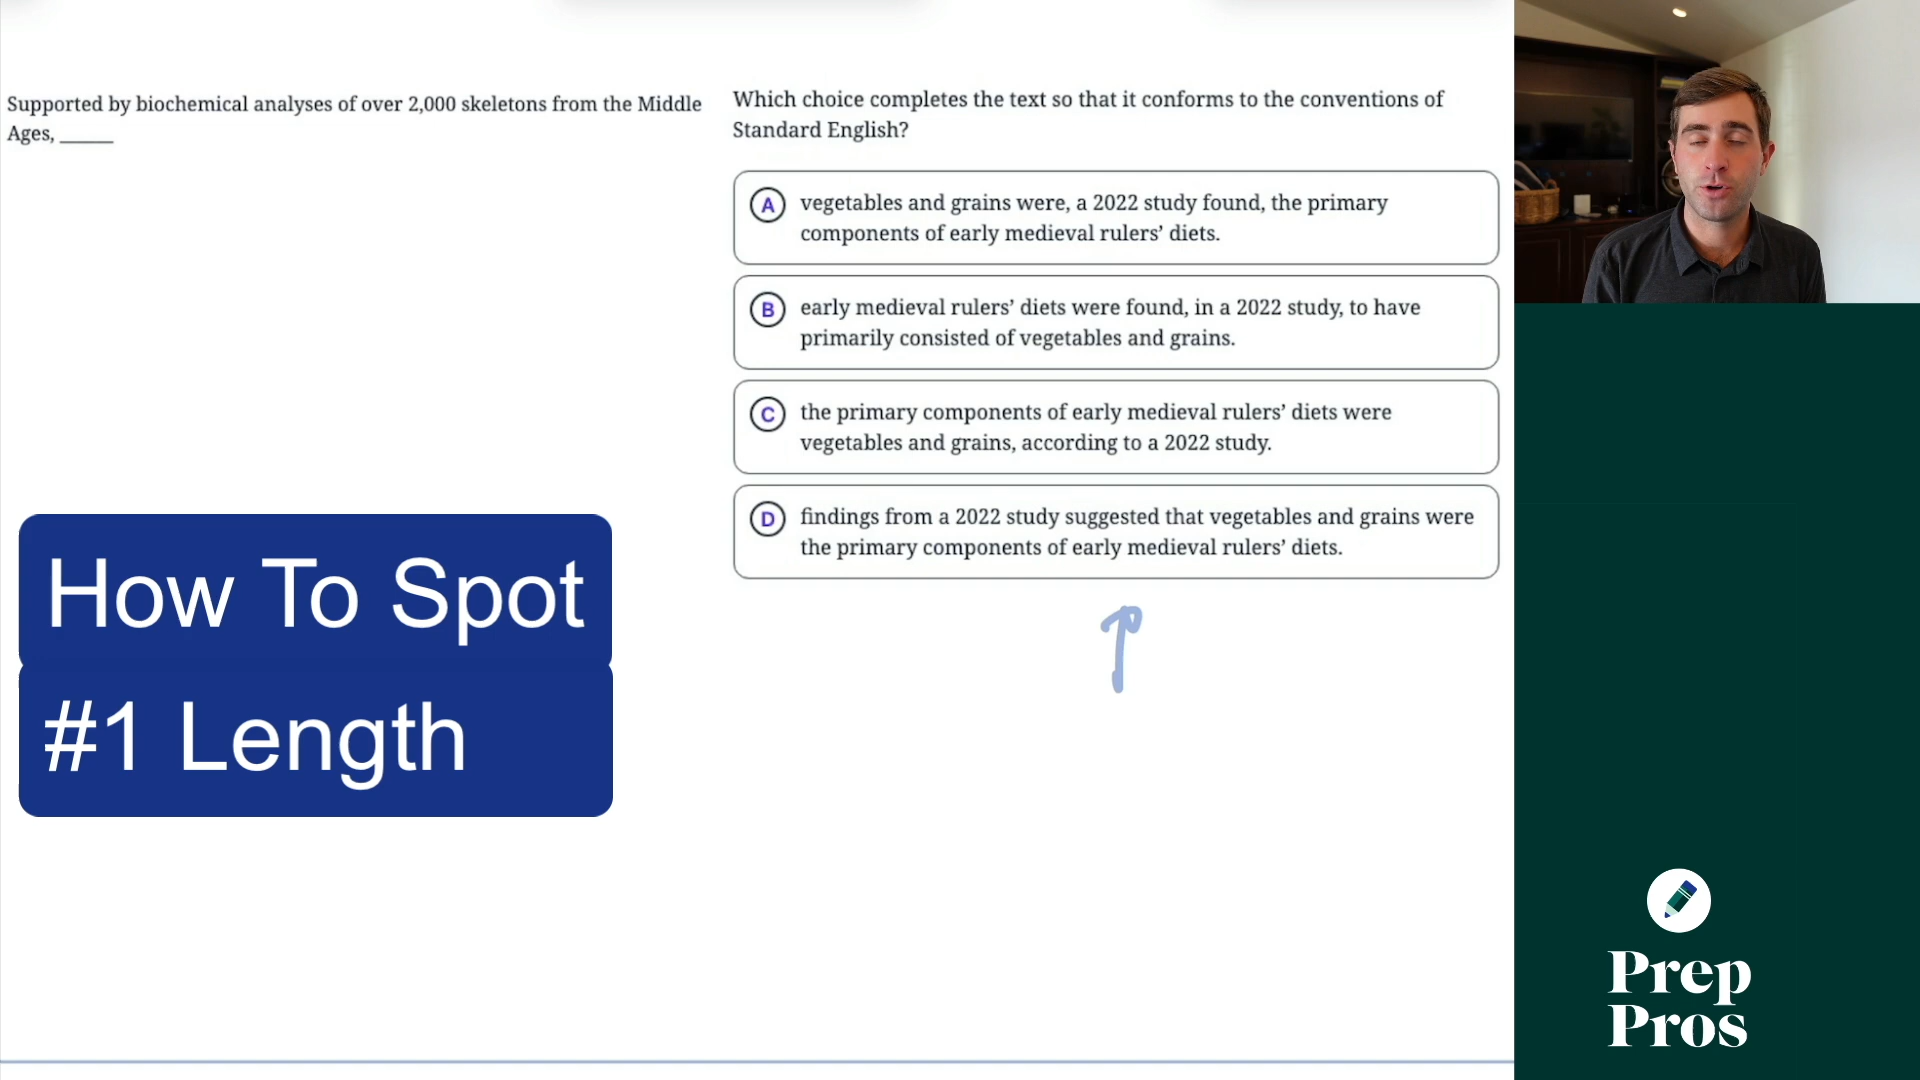 Supported by biochemical analyses of over 2,000 skeletons from the Middle
Ages, ______
Which choice completes the text so that it conforms to the conventions of
Standard English?
A vegetables and grains were, a 2022 study found, the primary
components of early medieval rulers’ diets.
B early medieval rulers’ diets were found, in a 2022 study, to have
primarily consisted of vegetables and grains.
C the primary components of early medieval rulers’ diets were
vegetables and grains, according to a 2022 study.
D findings from a 2022 study suggested that vegetables and grains were
the primary components of early medieval rulers’ diets.
How To Spot
#1 Length
Prep
Pros